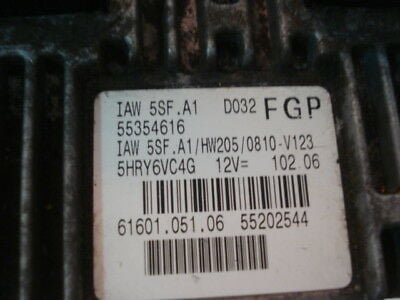 IAW 5SF.A1 D032 FGP
55354616
IAW 5SF.A1/HW205/0810-V123
5HRY6VC4G 12V= 102 06
61601.051.06 55202544